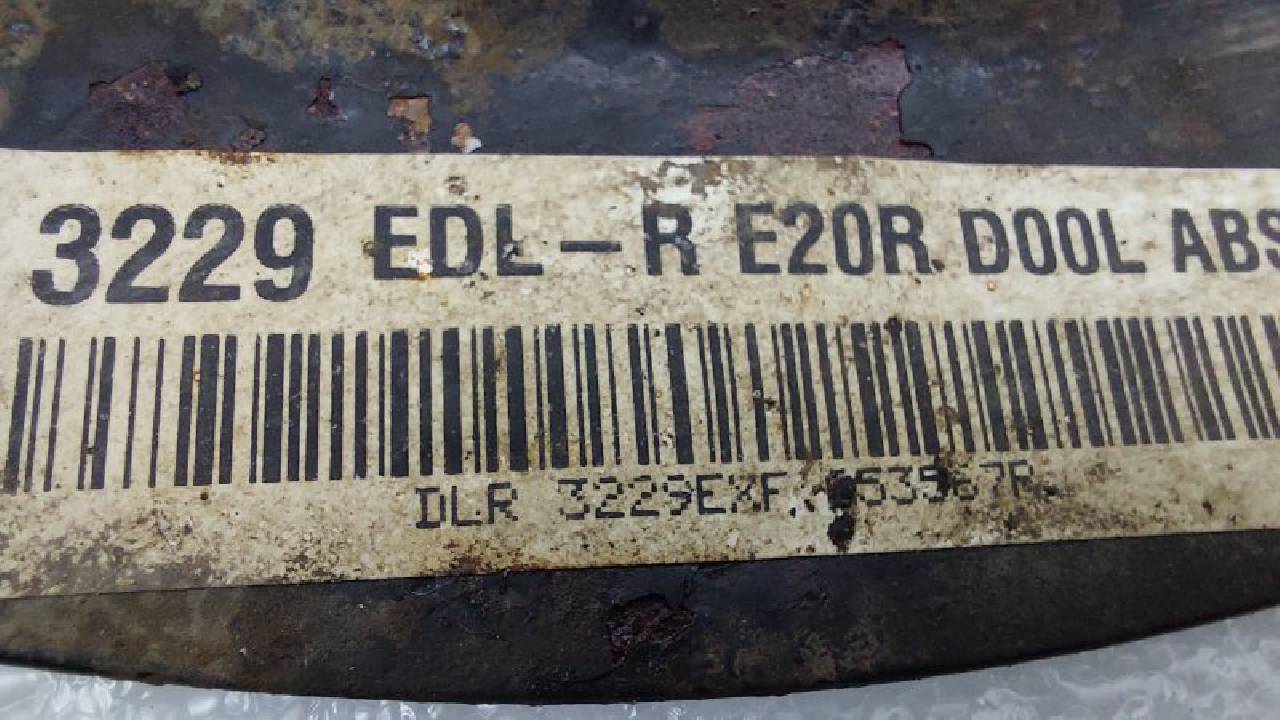 3229 EDL-R E20R DOOL ABS
DLR 3229EXF